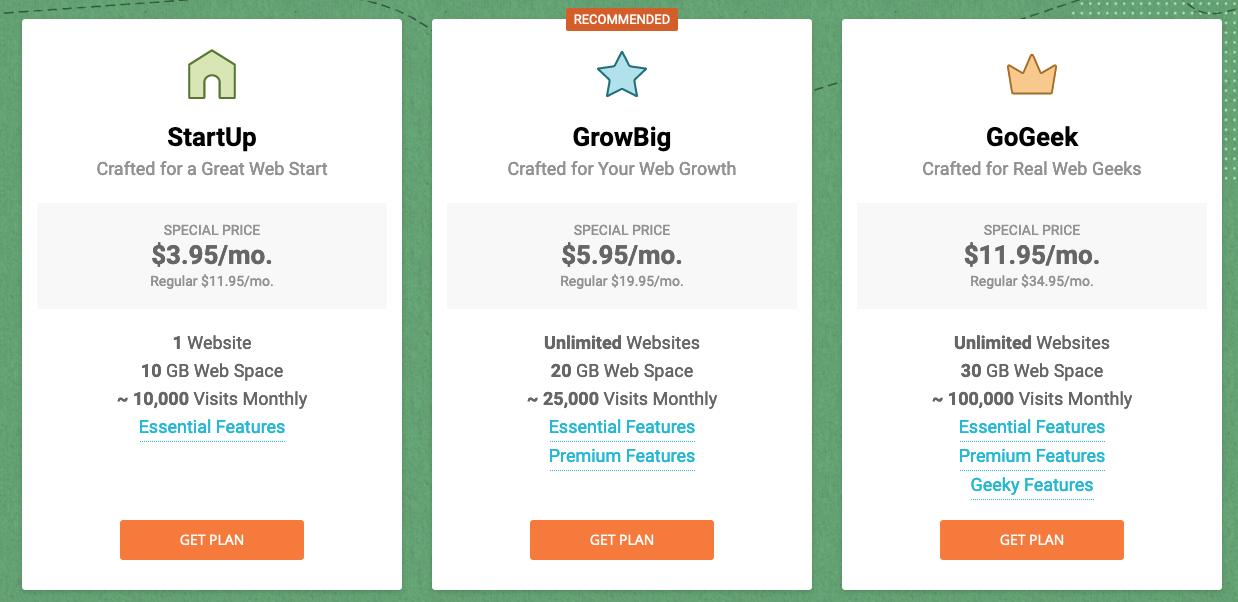 RECOMMENDED
StartUp
Crafted for a Great Web Start
SPECIAL PRICE
$3.95/mo.
Regular $11.95/mo.
1 Website
10 GB Web Space
~ 10,000 Visits Monthly
Essential Features
GET PLAN
GrowBig
Crafted for Your Web Growth
SPECIAL PRICE
$5.95/mo.
Regular $19.95/mo.
Unlimited Websites
20 GB Web Space
~ 25,000 Visits Monthly
Essential Features
Premium Features
GET PLAN
GoGeek
Crafted for Real Web Geeks
SPECIAL PRICE
$11.95/mo.
Regular $34.95/mo.
Unlimited Websites
30 GB Web Space
~ 100,000 Visits Monthly
Essential Features
Premium Features
Geeky Features
GET PLAN